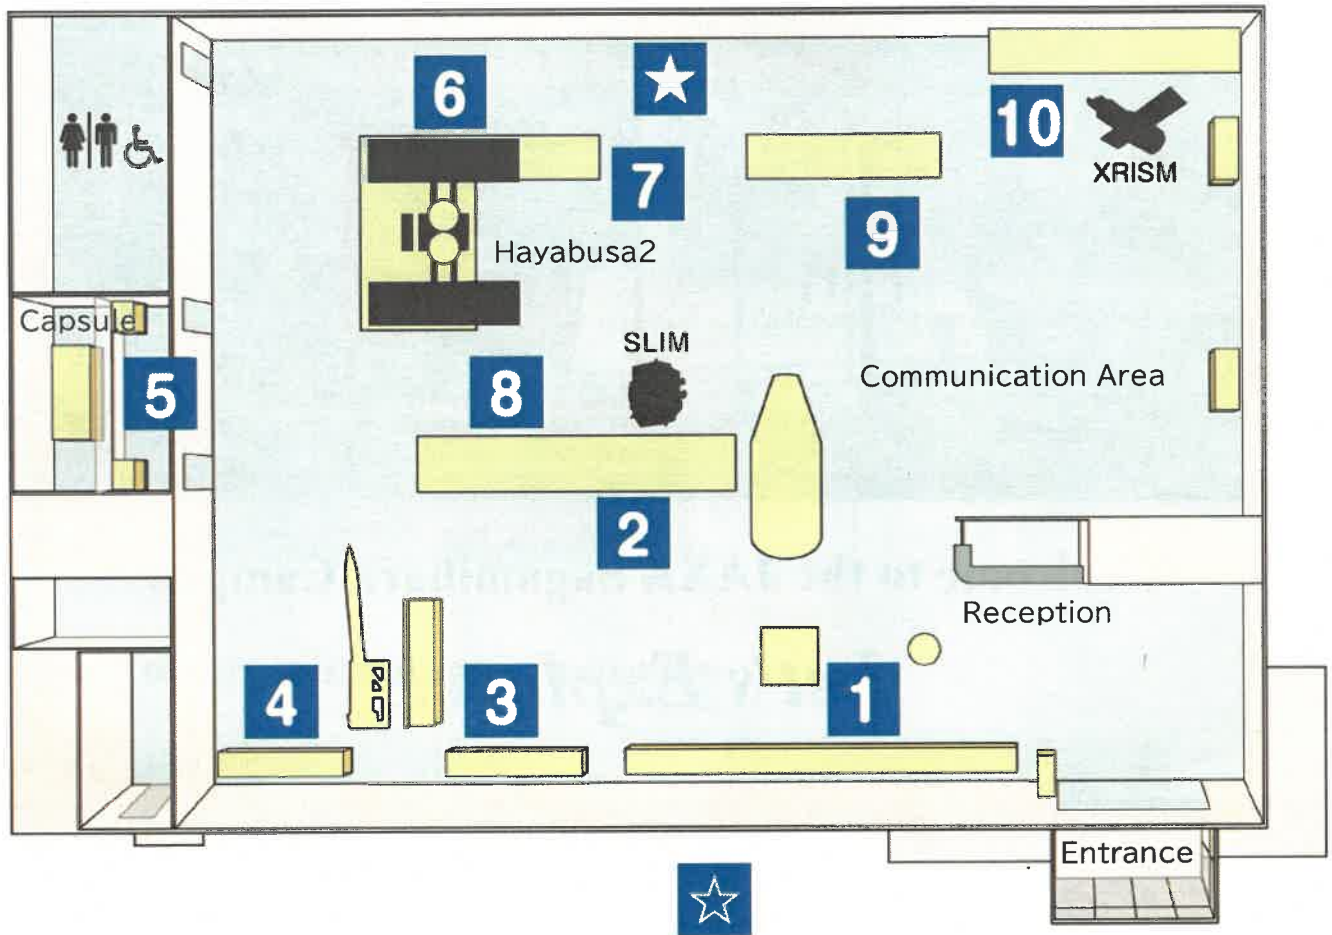 6
10
XRISM
7
9
Hayabusa2
Capsule
SLIM
5
8
Communication Area
2
Reception
4
3
1
Entrance